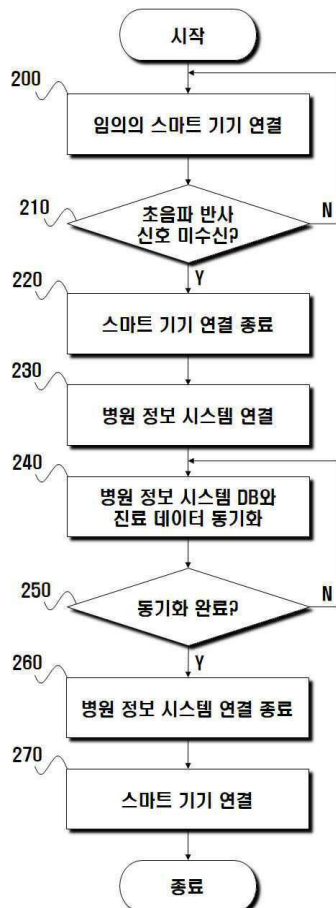 시작
200
임의의 스마트 기기 연결
210
초음파 반사
신호 미수신?
N
Y
220
스마트 기기 연결 종료
230
병원 정보 시스템 연결
240
병원 정보 시스템 DB와
진료 데이터 동기화
250
동기화 완료?
N
Y
260
병원 정보 시스템 연결 종료
270
스마트 기기 연결
종료